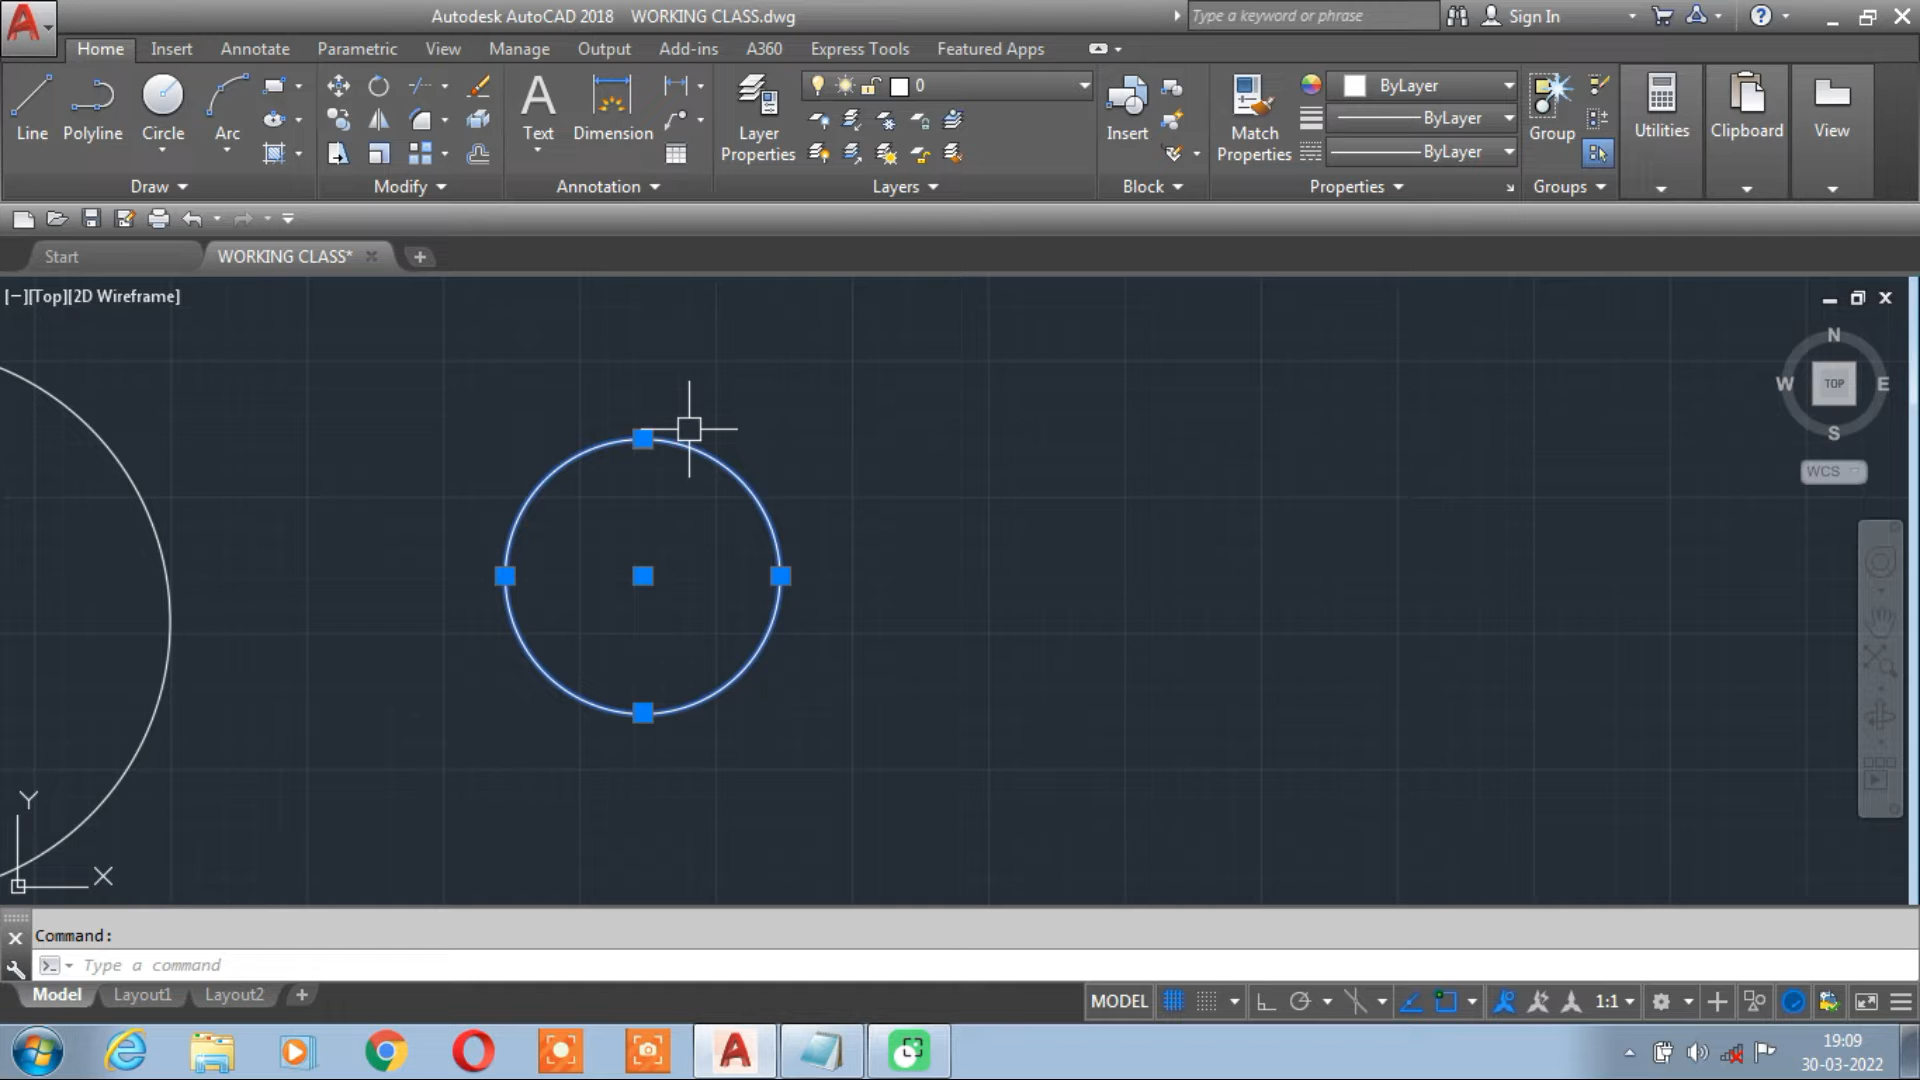 Autodesk AutoCAD 2018 WORKING CLASS.dwg
Type a keyword or phrase
Sign In
Home Insert Annotate Parametric View Manage Output Add-ins A360 Express Tools Featured Apps
Line Polyline Circle Arc
A Text Dimension
Layer Properties
0
Insert
Match Properties
ByLayer
ByLayer
ByLayer
Group
Utilities Clipboard View
Draw Modify Annotation Layers Block Properties Groups
Start WORKING CLASS*
[−][Top][2D Wireframe]
N
W TOP E
S
WCS
Y
X
Command:
Type a command
Model Layout1 Layout2
MODEL 1:1
19:09
30-03-2022